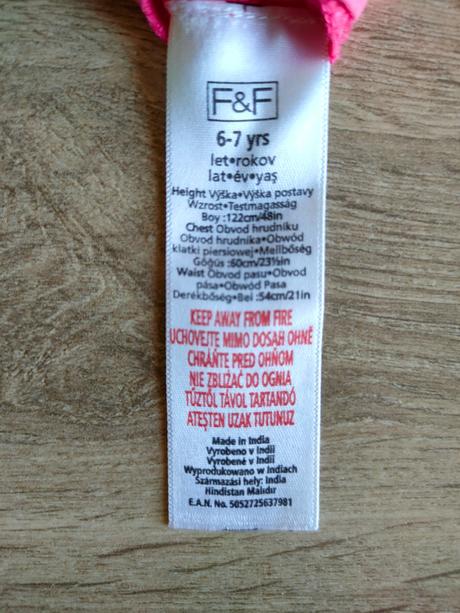 F&F
6-7 yrs
let•rokov
lat•év•yaş
Height Výška•Výška postavy
Wzrost•Testmagasság
Boy :122cm/48in
Chest Obvod hrudníku
Obvod hrudníka•Obwód
klatki piersiowej•Mellbőség
Göğüs :60cm/23½in
Waist Obvod pasu•Obvod
pása•Obwód Pasa
Derékbőség•Bel :54cm/21in
KEEP AWAY FROM FIRE
UCHOVEJTE MIMO DOSAH OHNĚ
CHRÁŇTE PRED OHŇOM
NIE ZBLIŻAĆ DO OGNIA
TŰZTŐL TÁVOL TARTANDÓ
ATEŞTEN UZAK TUTUNUZ
Made in India
Vyrobeno v Indii
Vyrobené v Indii
Wyprodukowano w Indiach
Származási hely: India
Hindistan Malıdır
E.A.N. No. 5052725637981